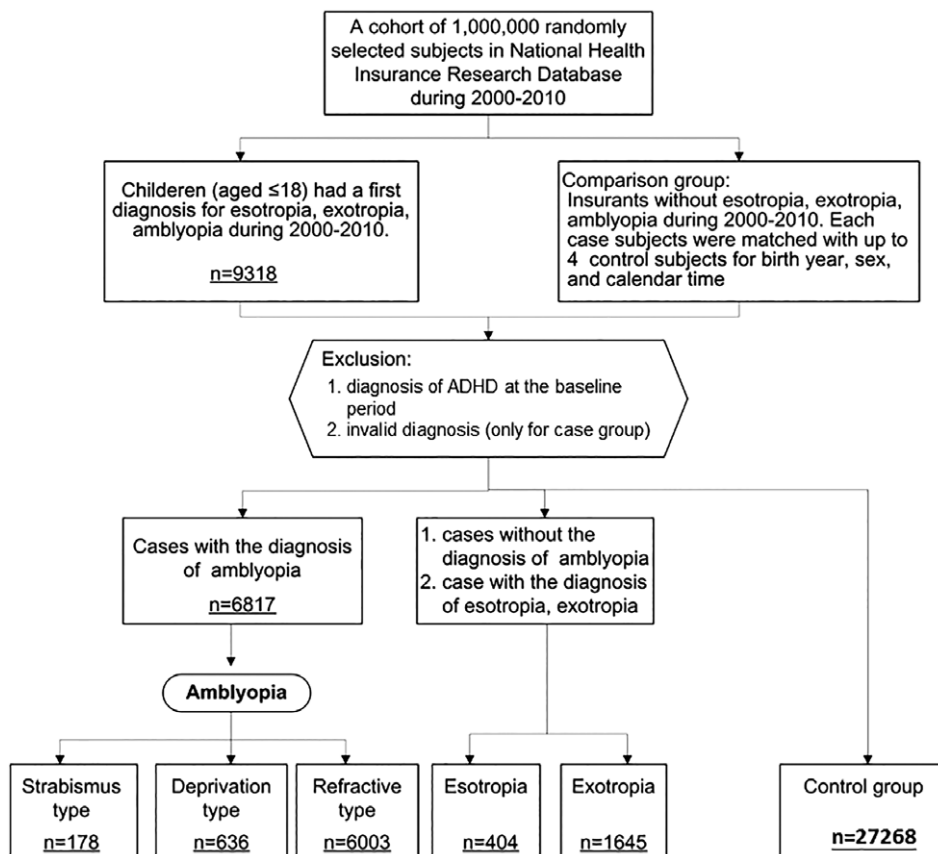 A cohort of 1,000,000 randomly
selected subjects in National Health
Insurance Research Database
during 2000-2010
Childeren (aged ≤18) had a first
diagnosis for esotropia, exotropia,
amblyopia during 2000-2010.
n=9318
Comparison group:
Insurants without esotropia, exotropia,
amblyopia during 2000-2010. Each
case subjects were matched with up to
4 control subjects for birth year, sex,
and calendar time
Exclusion:
1. diagnosis of ADHD at the baseline
period
2. invalid diagnosis (only for case group)
Cases with the diagnosis
of amblyopia
n=6817
1. cases without the
diagnosis of amblyopia
2. case with the diagnosis
of esotropia, exotropia
Amblyopia
Strabismus
type
n=178
Deprivation
type
n=636
Refractive
type
n=6003
Esotropia
n=404
Exotropia
n=1645
Control group
n=27268